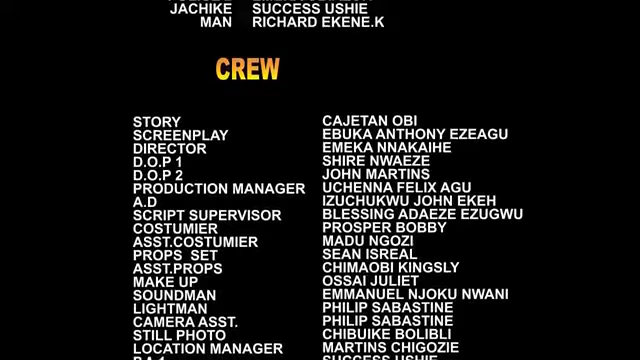 JACHIKE SUCCESS USHIE
MAN RICHARD EKENE.K
CREW
STORY CAJETAN OBI
SCREENPLAY EBUKA ANTHONY EZEAGU
DIRECTOR EMEKA NNAKAIHE
D.O.P 1 SHIRE NWAEZE
D.O.P 2 JOHN MARTINS
PRODUCTION MANAGER UCHENNA FELIX AGU
A.D IZUCHUKWU JOHN EKEH
SCRIPT SUPERVISOR BLESSING ADAEZE EZUGWU
COSTUMIER PROSPER BOBBY
ASST.COSTUMIER MADU NGOZI
PROPS SET SEAN ISREAL
ASST.PROPS CHIMAOBI KINGSLY
MAKE UP OSSAI JULIET
SOUNDMAN EMMANUEL NJOKU NWANI
LIGHTMAN PHILIP SABASTINE
CAMERA ASST. PHILIP SABASTINE
STILL PHOTO CHIBUIKE BOLIBLI
LOCATION MANAGER MARTINS CHIGOZIE
SUCCESS USHIE